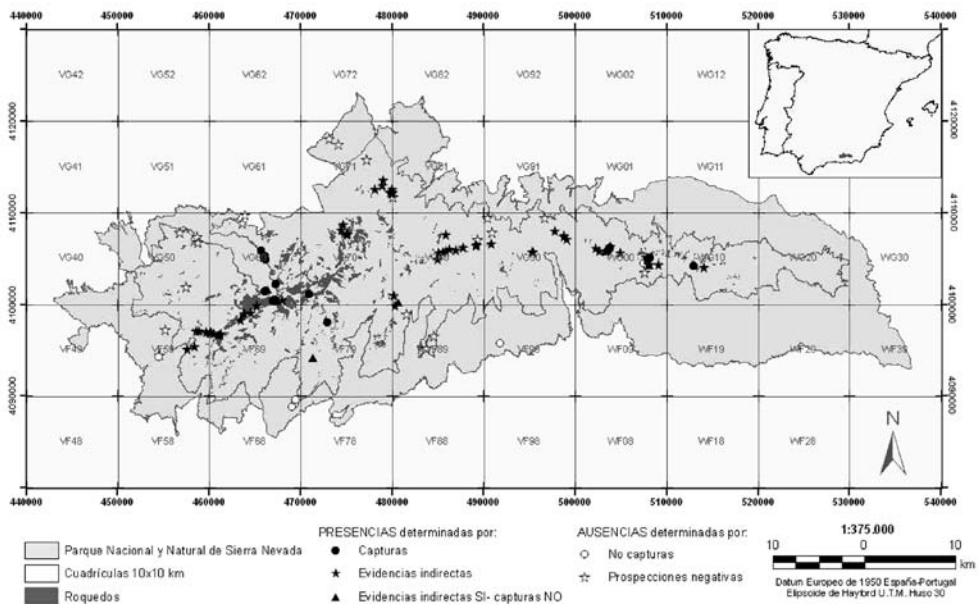 440000 450000 460000 470000 480000 490000 500000 510000 520000 530000 540000
VG42 VG52 VG62 VG72 VG82 VG92 WG02 WG12
4120000 4120000
VG41 VG51 VG61 VG71 VG81 VG91 WG01 WG11
4110000 4110000
VG40 VG50 WG10 WG20 WG30
4100000 4100000
VF49 VF59 VF69 VF79 VF89 VF99 WF09 WF19 WF29 WF39
4090000 4090000
VF48 VF58 VF68 VF78 VF88 VF98 WF08 WF18 WF28
N
440000 450000 460000 470000 480000 490000 500000 510000 520000 530000 540000
Parque Nacional y Natural de Sierra Nevada
Cuadrículas 10x10 km
Roquedos
PRESENCIAS determinadas por:
Capturas
Evidencias indirectas
Evidencias indirectas SI- capturas NO
AUSENCIAS determinadas por:
No capturas
Prospecciones negativas
1:375.000
10 0 10
km
Datum Europeo de 1950 España-Portugal
Elipsoide de Hayford U.T.M. Huso 30